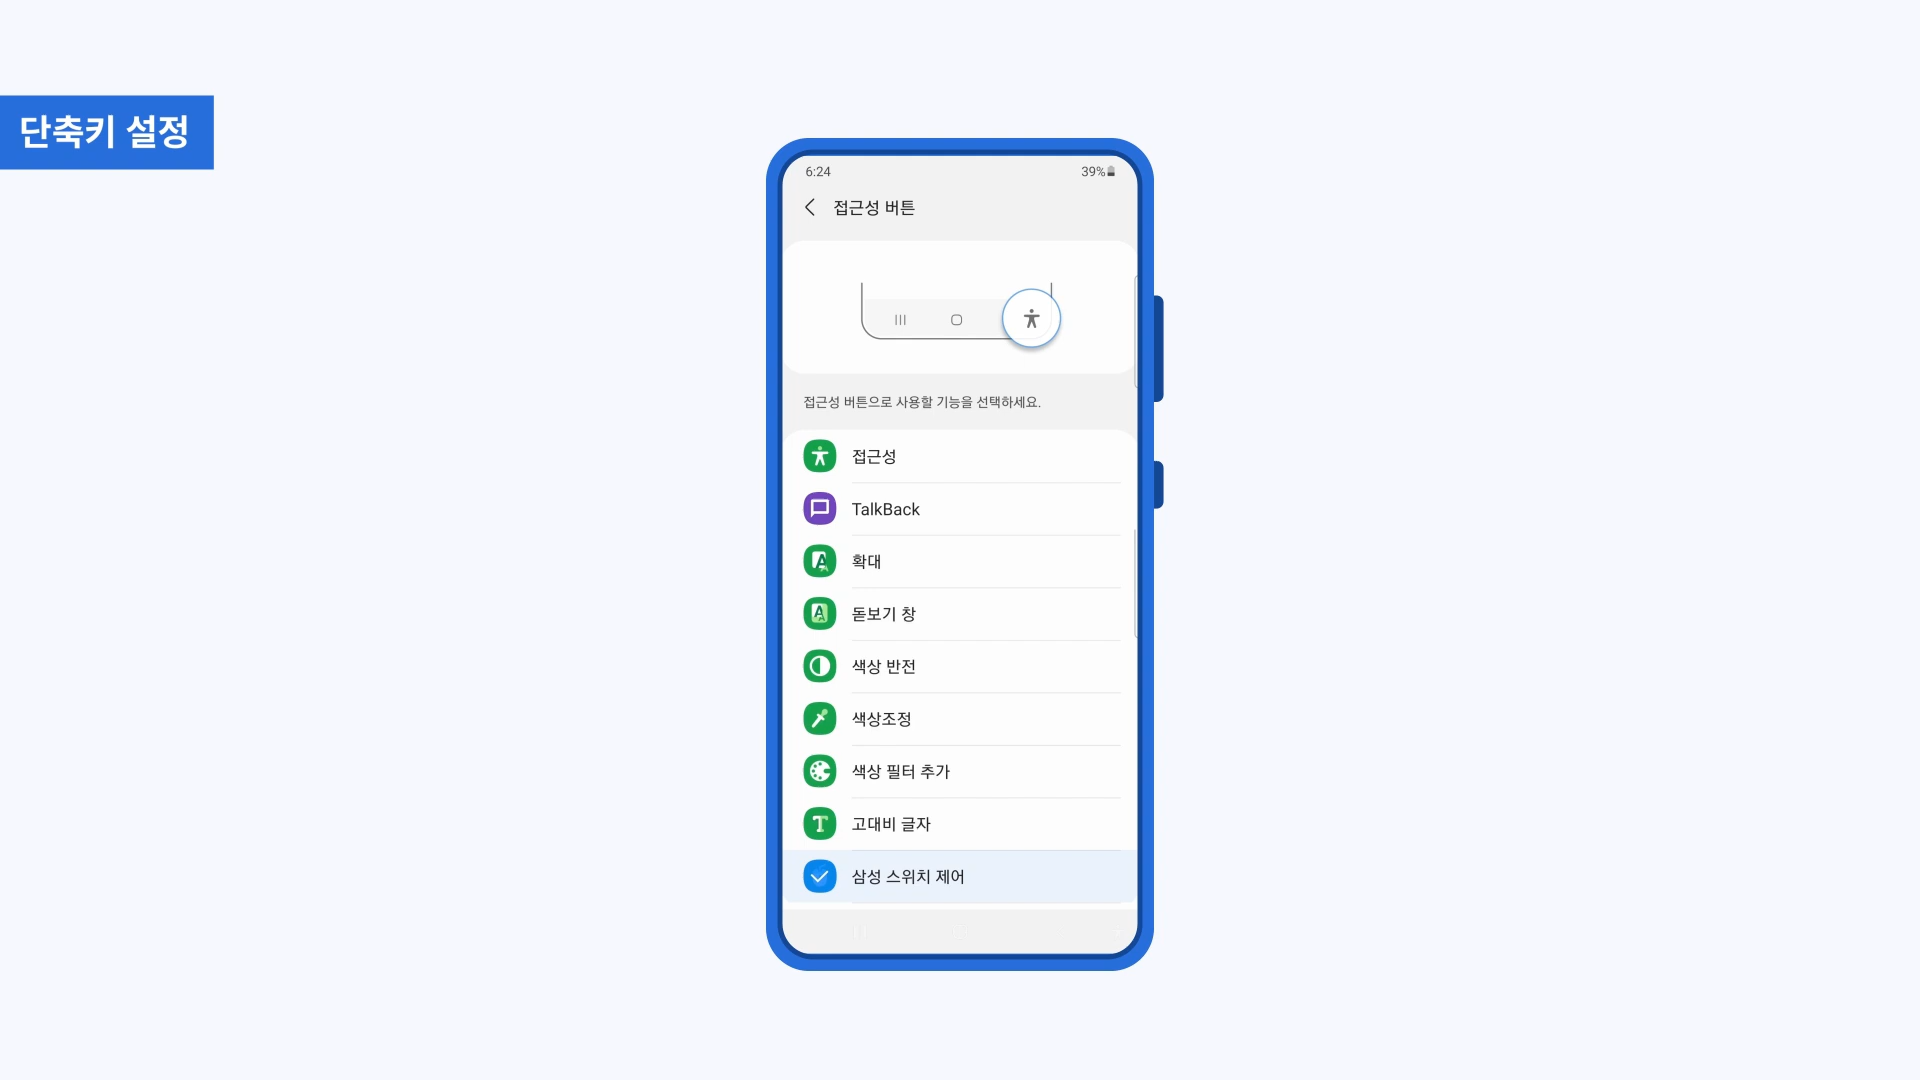 단축키 설정
6:24
39%
접근성 버튼
접근성 버튼으로 사용할 기능을 선택하세요.
접근성
TalkBack
확대
돋보기 창
색상 반전
색상조정
색상 필터 추가
고대비 글자
삼성 스위치 제어